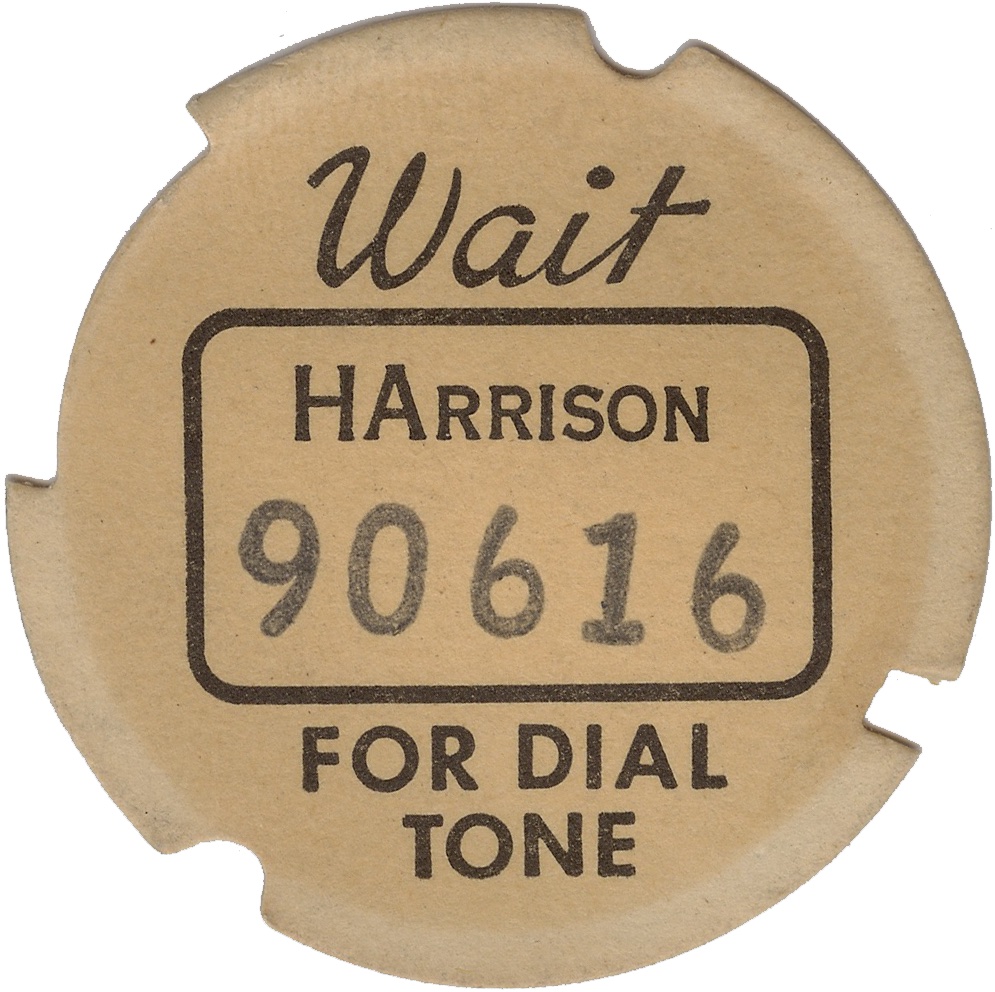 Wait
HARRISON
90616
FOR DIAL
TONE